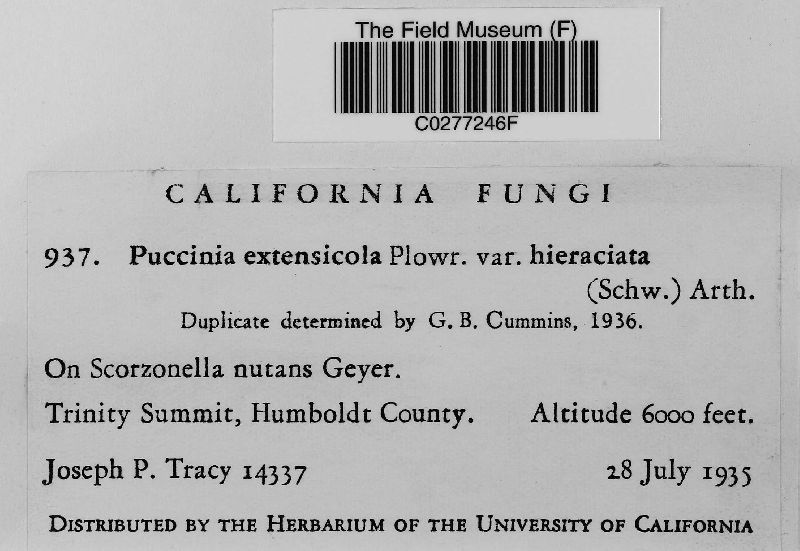 The Field Museum (F)
C0277246F
CALIFORNIA FUNGI
937. Puccinia extensicola Plowr. var. hieraciata
(Schw.) Arth.
Duplicate determined by G. B. Cummins, 1936.
On Scorzonella nutans Geyer.
Trinity Summit, Humboldt County. Altitude 6000 feet.
Joseph P. Tracy 14337 28 July 1935
DISTRIBUTED BY THE HERBARIUM OF THE UNIVERSITY OF CALIFORNIA